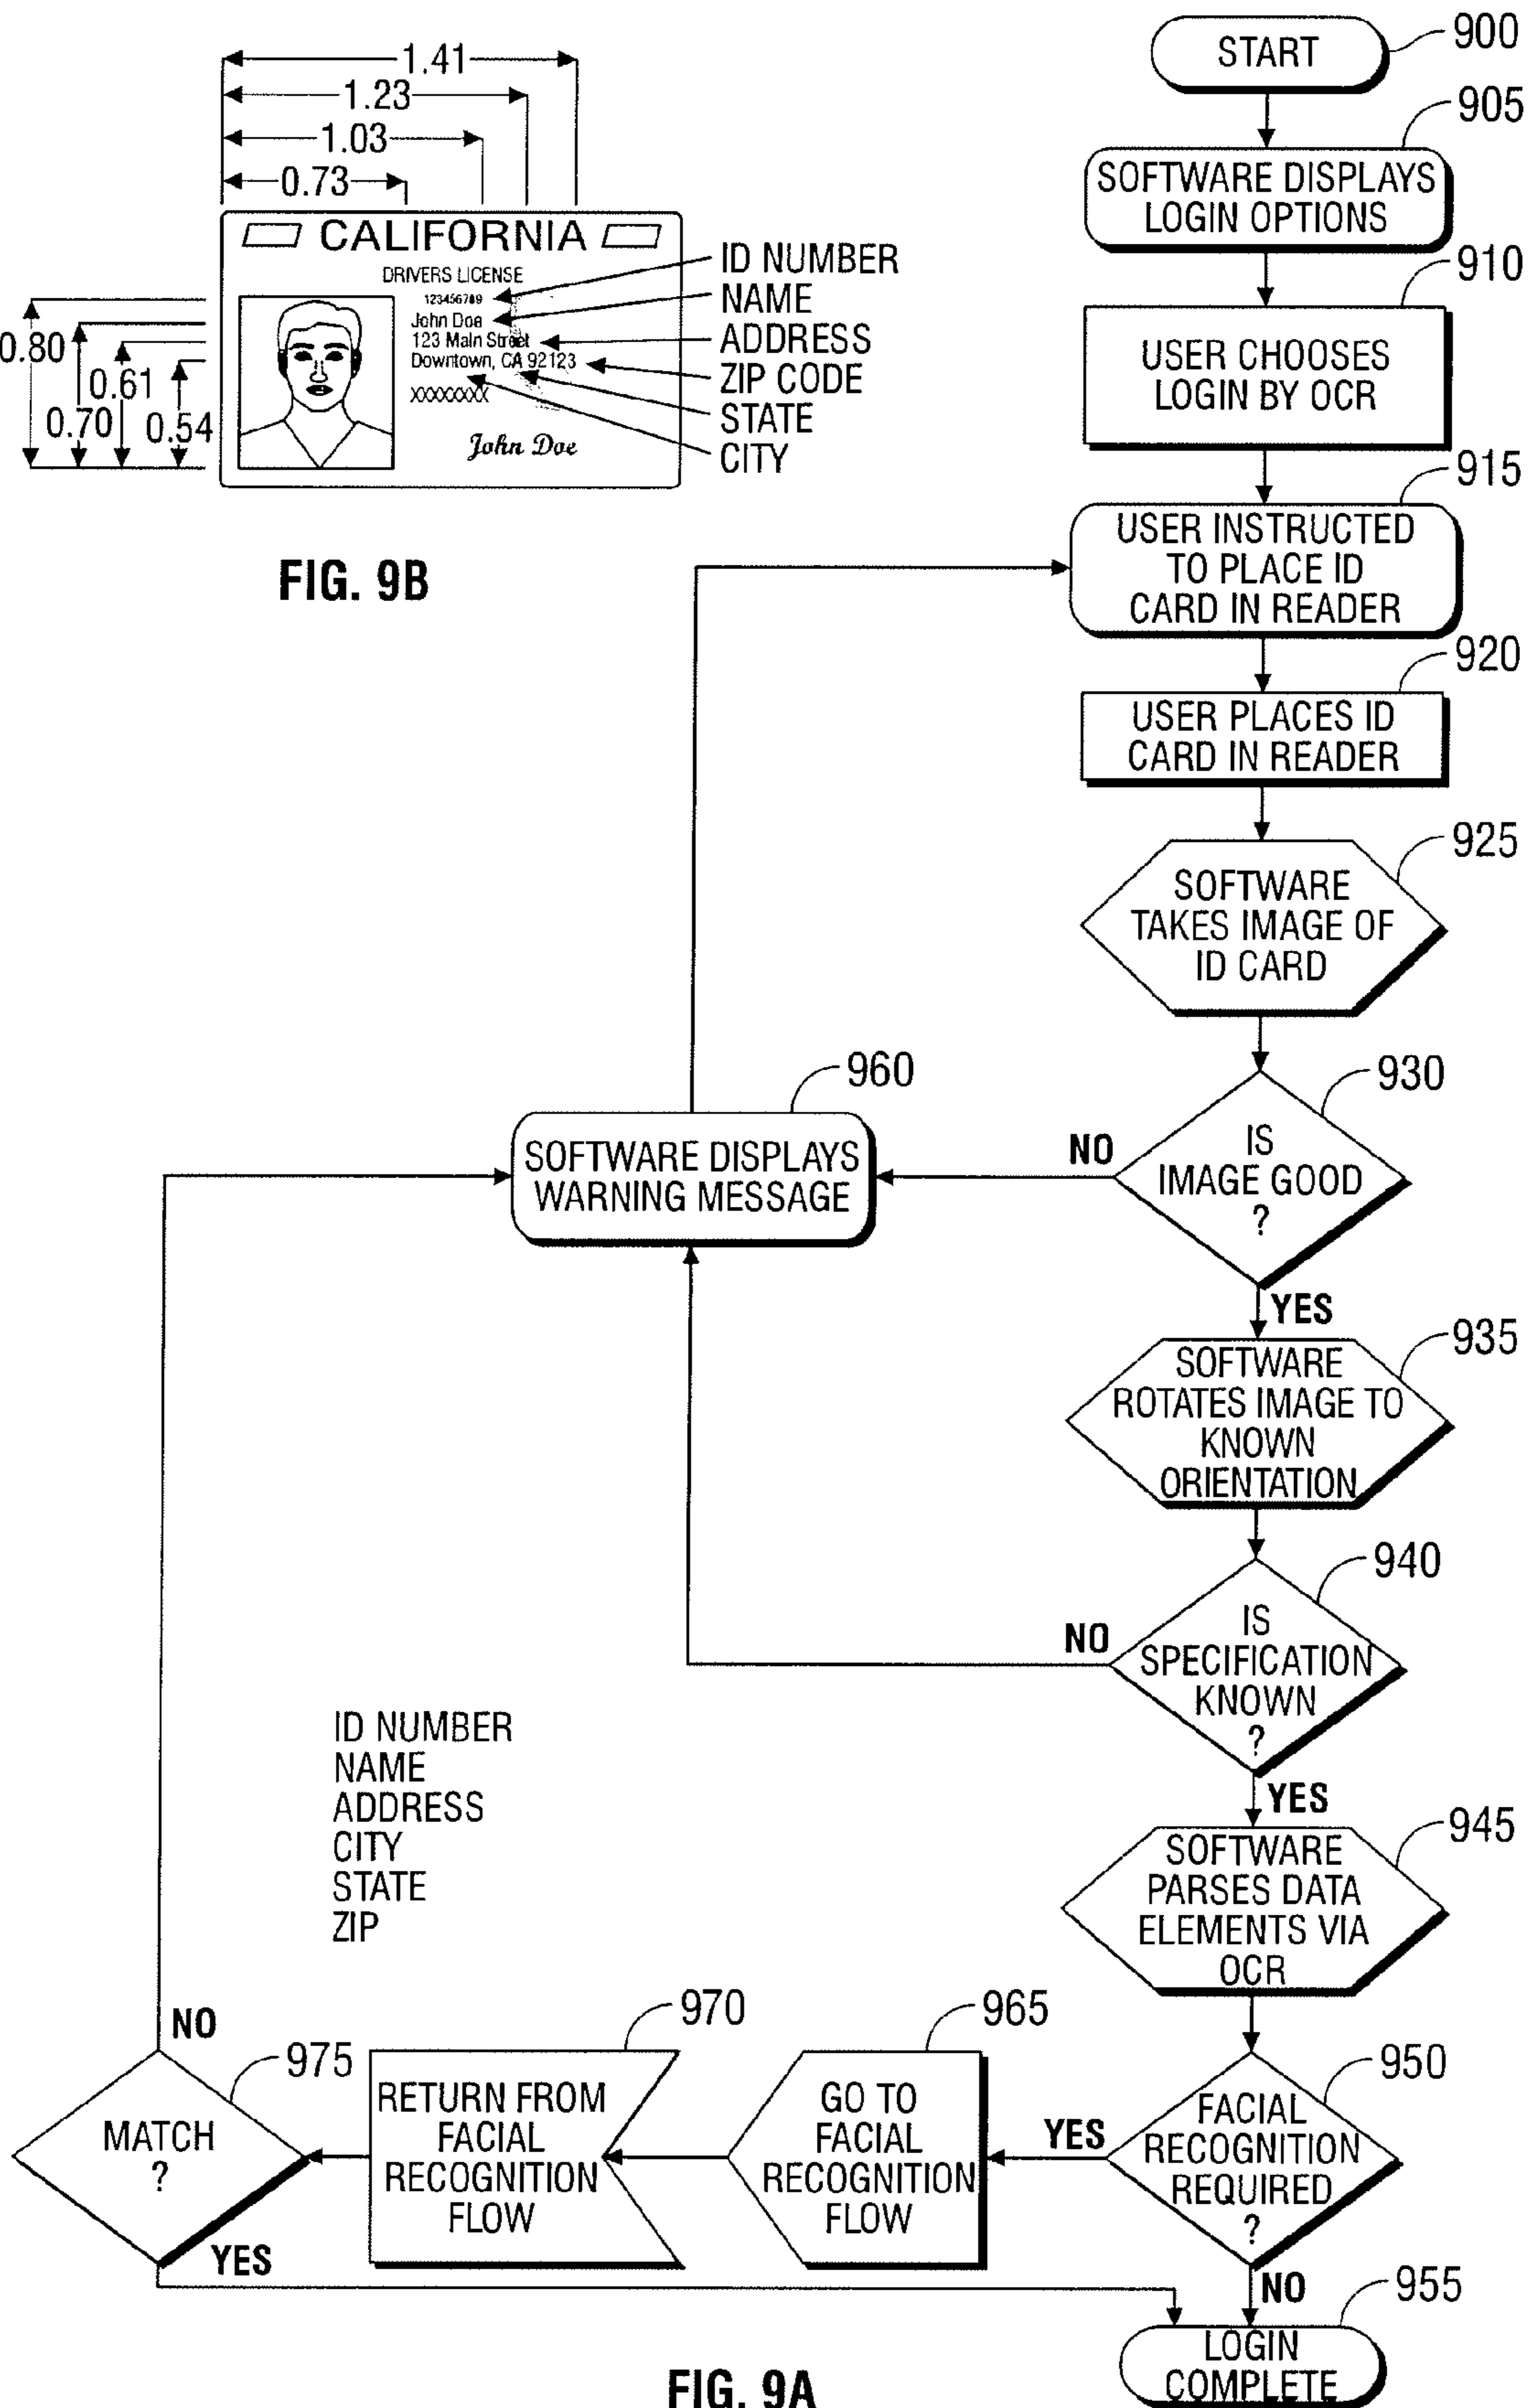 1.41
1.23
1.03
0.73
CALIFORNIA
DRIVERS LICENSE
123456789
John Doe
123 Main Street
Downtown, CA 92123
XXXXXXXX
John Doe
ID NUMBER
NAME
ADDRESS
ZIP CODE
STATE
CITY
0.80
0.70
0.61
0.54
FIG. 9B
START
900
SOFTWARE DISPLAYS
LOGIN OPTIONS
905
USER CHOOSES
LOGIN BY OCR
910
USER INSTRUCTED
TO PLACE ID
CARD IN READER
915
USER PLACES ID
CARD IN READER
920
SOFTWARE
TAKES IMAGE OF
ID CARD
925
IS
IMAGE GOOD
?
930
NO
YES
SOFTWARE DISPLAYS
WARNING MESSAGE
960
SOFTWARE
ROTATES IMAGE TO
KNOWN
ORIENTATION
935
IS
SPECIFICATION
KNOWN
?
940
NO
YES
ID NUMBER
NAME
ADDRESS
CITY
STATE
ZIP
SOFTWARE
PARSES DATA
ELEMENTS VIA
OCR
945
FACIAL
RECOGNITION
REQUIRED
?
950
YES
NO
GO TO
FACIAL
RECOGNITION
FLOW
965
RETURN FROM
FACIAL
RECOGNITION
FLOW
970
MATCH
?
975
NO
YES
LOGIN
COMPLETE
955
FIG. 9A